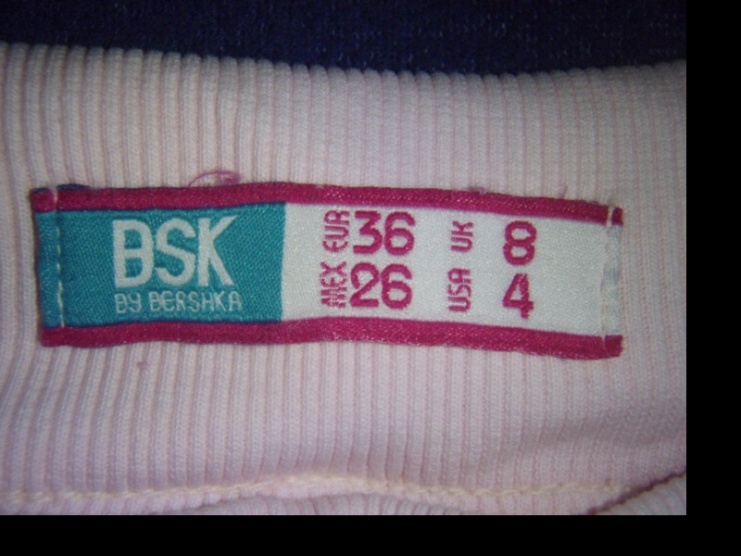 BSK
BY BERSHKA
EUR 36 UK 8
MEX 26 USA 4